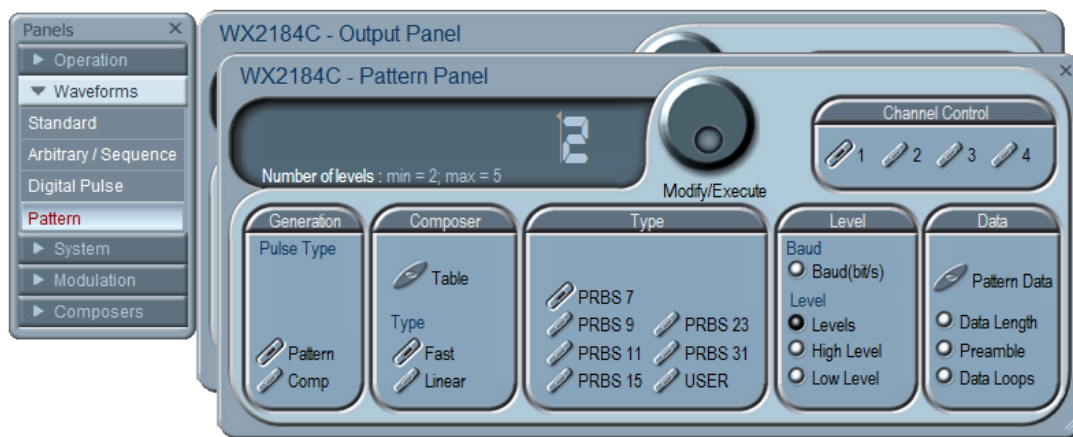 Panels
Operation
Waveforms
Standard
Arbitrary / Sequence
Digital Pulse
Pattern
System
Modulation
Composers
WX2184C - Output Panel
WX2184C - Pattern Panel
2
Number of levels : min = 2; max = 5
Modify/Execute
Channel Control
1 2 3 4
Generation
Pulse Type
Pattern
Comp
Composer
Table
Type
Fast
Linear
Type
PRBS 7
PRBS 9 PRBS 23
PRBS 11 PRBS 31
PRBS 15 USER
Level
Baud
Baud(bit/s)
Level
Levels
High Level
Low Level
Data
Pattern Data
Data Length
Preamble
Data Loops